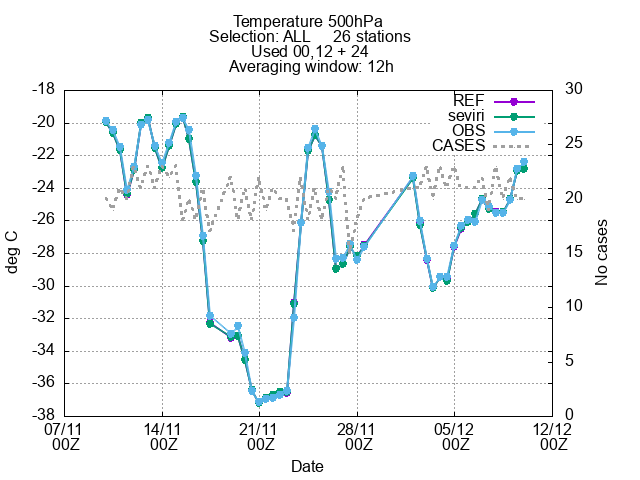 Temperature 500hPa
Selection: ALL 26 stations
Used 00,12 + 24
Averaging window: 12h
-18
-20
-22
-24
-26
-28
-30
-32
-34
-36
-38
deg C
30
25
20
15
10
5
0
No cases
REF
seviri
OBS
CASES
07/11 14/11 21/11 28/11 05/12 12/12
00Z 00Z 00Z 00Z 00Z 00Z
Date